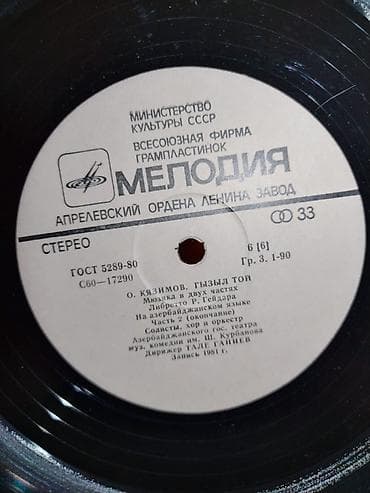 МИНИСТЕРСТВО
КУЛЬТУРЫ СССР
ВСЕСОЮЗНАЯ ФИРМА
ГРАМПЛАСТИНОК
МЕЛОДИЯ
АПРЕЛЕВСКИЙ ОРДЕНА ЛЕНИНА ЗАВОД
СТЕРЕО
33
ГОСТ 5289-80
6 [6]
С60—17290
Гр. 3. 1-90
О. КЯЗИМОВ. ГЫЗЫЛ ТОЙ
Мюзикл в двух частях
Либретто Р. Гейдара
На азербайджанском языке
Часть 2 (окончание)
Солисты, хор и оркестр
Азербайджанского гос. театра
муз. комедии им. Ш. Курбанова
Дирижер ГАЛЕ ГАНИЕВ
Запись 1981 г.